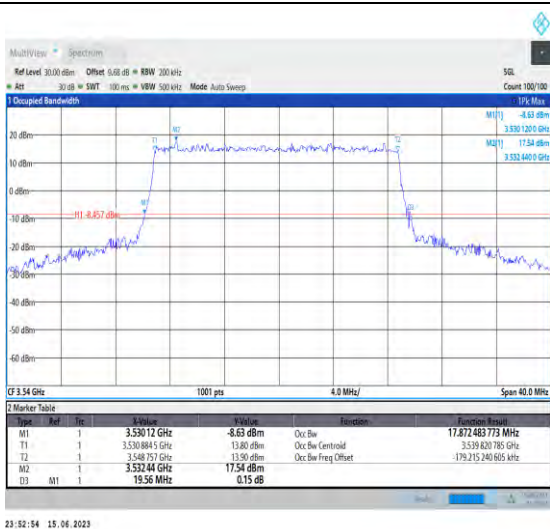 MultiView Spectrum
Ref Level 30.00 dBm Offset 9.68 dB RBW 200 kHz SGL
Att 30 dB SWT 100 ms VBW 500 kHz Mode Auto Sweep Count 100/100
1 Occupied Bandwidth 1Pk Max
M1[1] -8.63 dBm
3.530 120 0 GHz
M2[1] 17.54 dBm
3.532 440 0 GHz
20 dBm
T1 M2 T2
10 dBm
0 dBm
M1 D3
-10 dBm
H1 -8.457 dBm
-20 dBm
-30 dBm
-40 dBm
-50 dBm
-60 dBm
CF 3.54 GHz 1001 pts 4.0 MHz/ Span 40.0 MHz
2 Marker Table
Type Ref Trc X-Value Y-Value Function Function Result
M1 1 3.530 12 GHz -8.63 dBm Occ Bw 17.872 483 773 MHz
T1 1 3.530 884 5 GHz 13.80 dBm Occ Bw Centroid 3.539 820 785 GHz
T2 1 3.548 757 GHz 13.90 dBm Occ Bw Freq Offset -179.215 240 605 kHz
M2 1 3.532 44 GHz 17.54 dBm
D3 M1 1 19.56 MHz 0.15 dB
23:52:54 15.06.2023